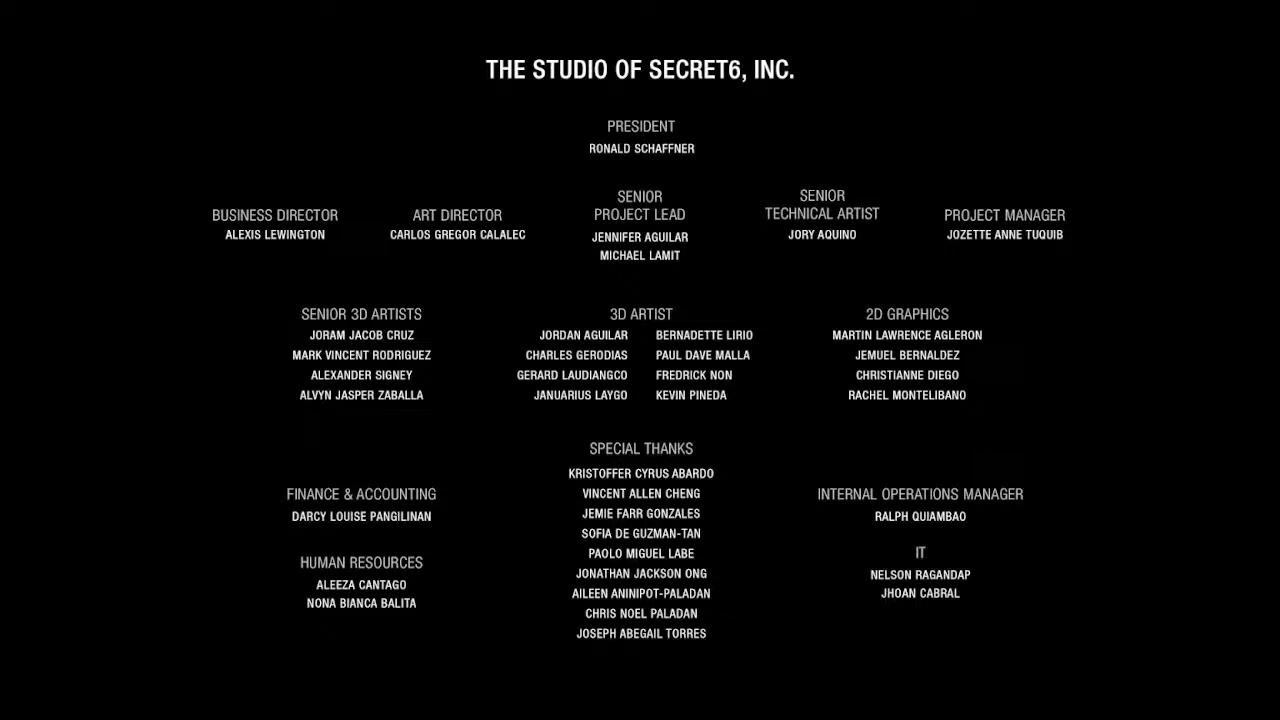 THE STUDIO OF SECRET6, INC.
PRESIDENT
RONALD SCHAFFNER
BUSINESS DIRECTOR
ALEXIS LEWINGTON
ART DIRECTOR
CARLOS GREGOR CALALEC
SENIOR
PROJECT LEAD
JENNIFER AGUILAR
MICHAEL LAMIT
SENIOR
TECHNICAL ARTIST
JORY AQUINO
PROJECT MANAGER
JOZETTE ANNE TUQUIB
SENIOR 3D ARTISTS
JORAM JACOB CRUZ
MARK VINCENT RODRIGUEZ
ALEXANDER SIGNEY
ALVYN JASPER ZABALLA
3D ARTIST
JORDAN AGUILAR
CHARLES GERODIAS
GERARD LAUDIANGCO
JANUARIUS LAYGO
BERNADETTE LIRIO
PAUL DAVE MALLA
FREDRICK NON
KEVIN PINEDA
2D GRAPHICS
MARTIN LAWRENCE AGLERON
JEMUEL BERNALDEZ
CHRISTIANNE DIEGO
RACHEL MONTELIBANO
FINANCE & ACCOUNTING
DARCY LOUISE PANGILINAN
HUMAN RESOURCES
ALEEZA CANTAGO
NONA BIANCA BALITA
SPECIAL THANKS
KRISTOFFER CYRUS ABARDO
VINCENT ALLEN CHENG
JEMIE FARR GONZALES
SOFIA DE GUZMAN-TAN
PAOLO MIGUEL LABE
JONATHAN JACKSON ONG
AILEEN ANINIPOT-PALADAN
CHRIS NOEL PALADAN
JOSEPH ABEGAIL TORRES
INTERNAL OPERATIONS MANAGER
RALPH QUIAMBAO
IT
NELSON RAGANDAP
JHOAN CABRAL